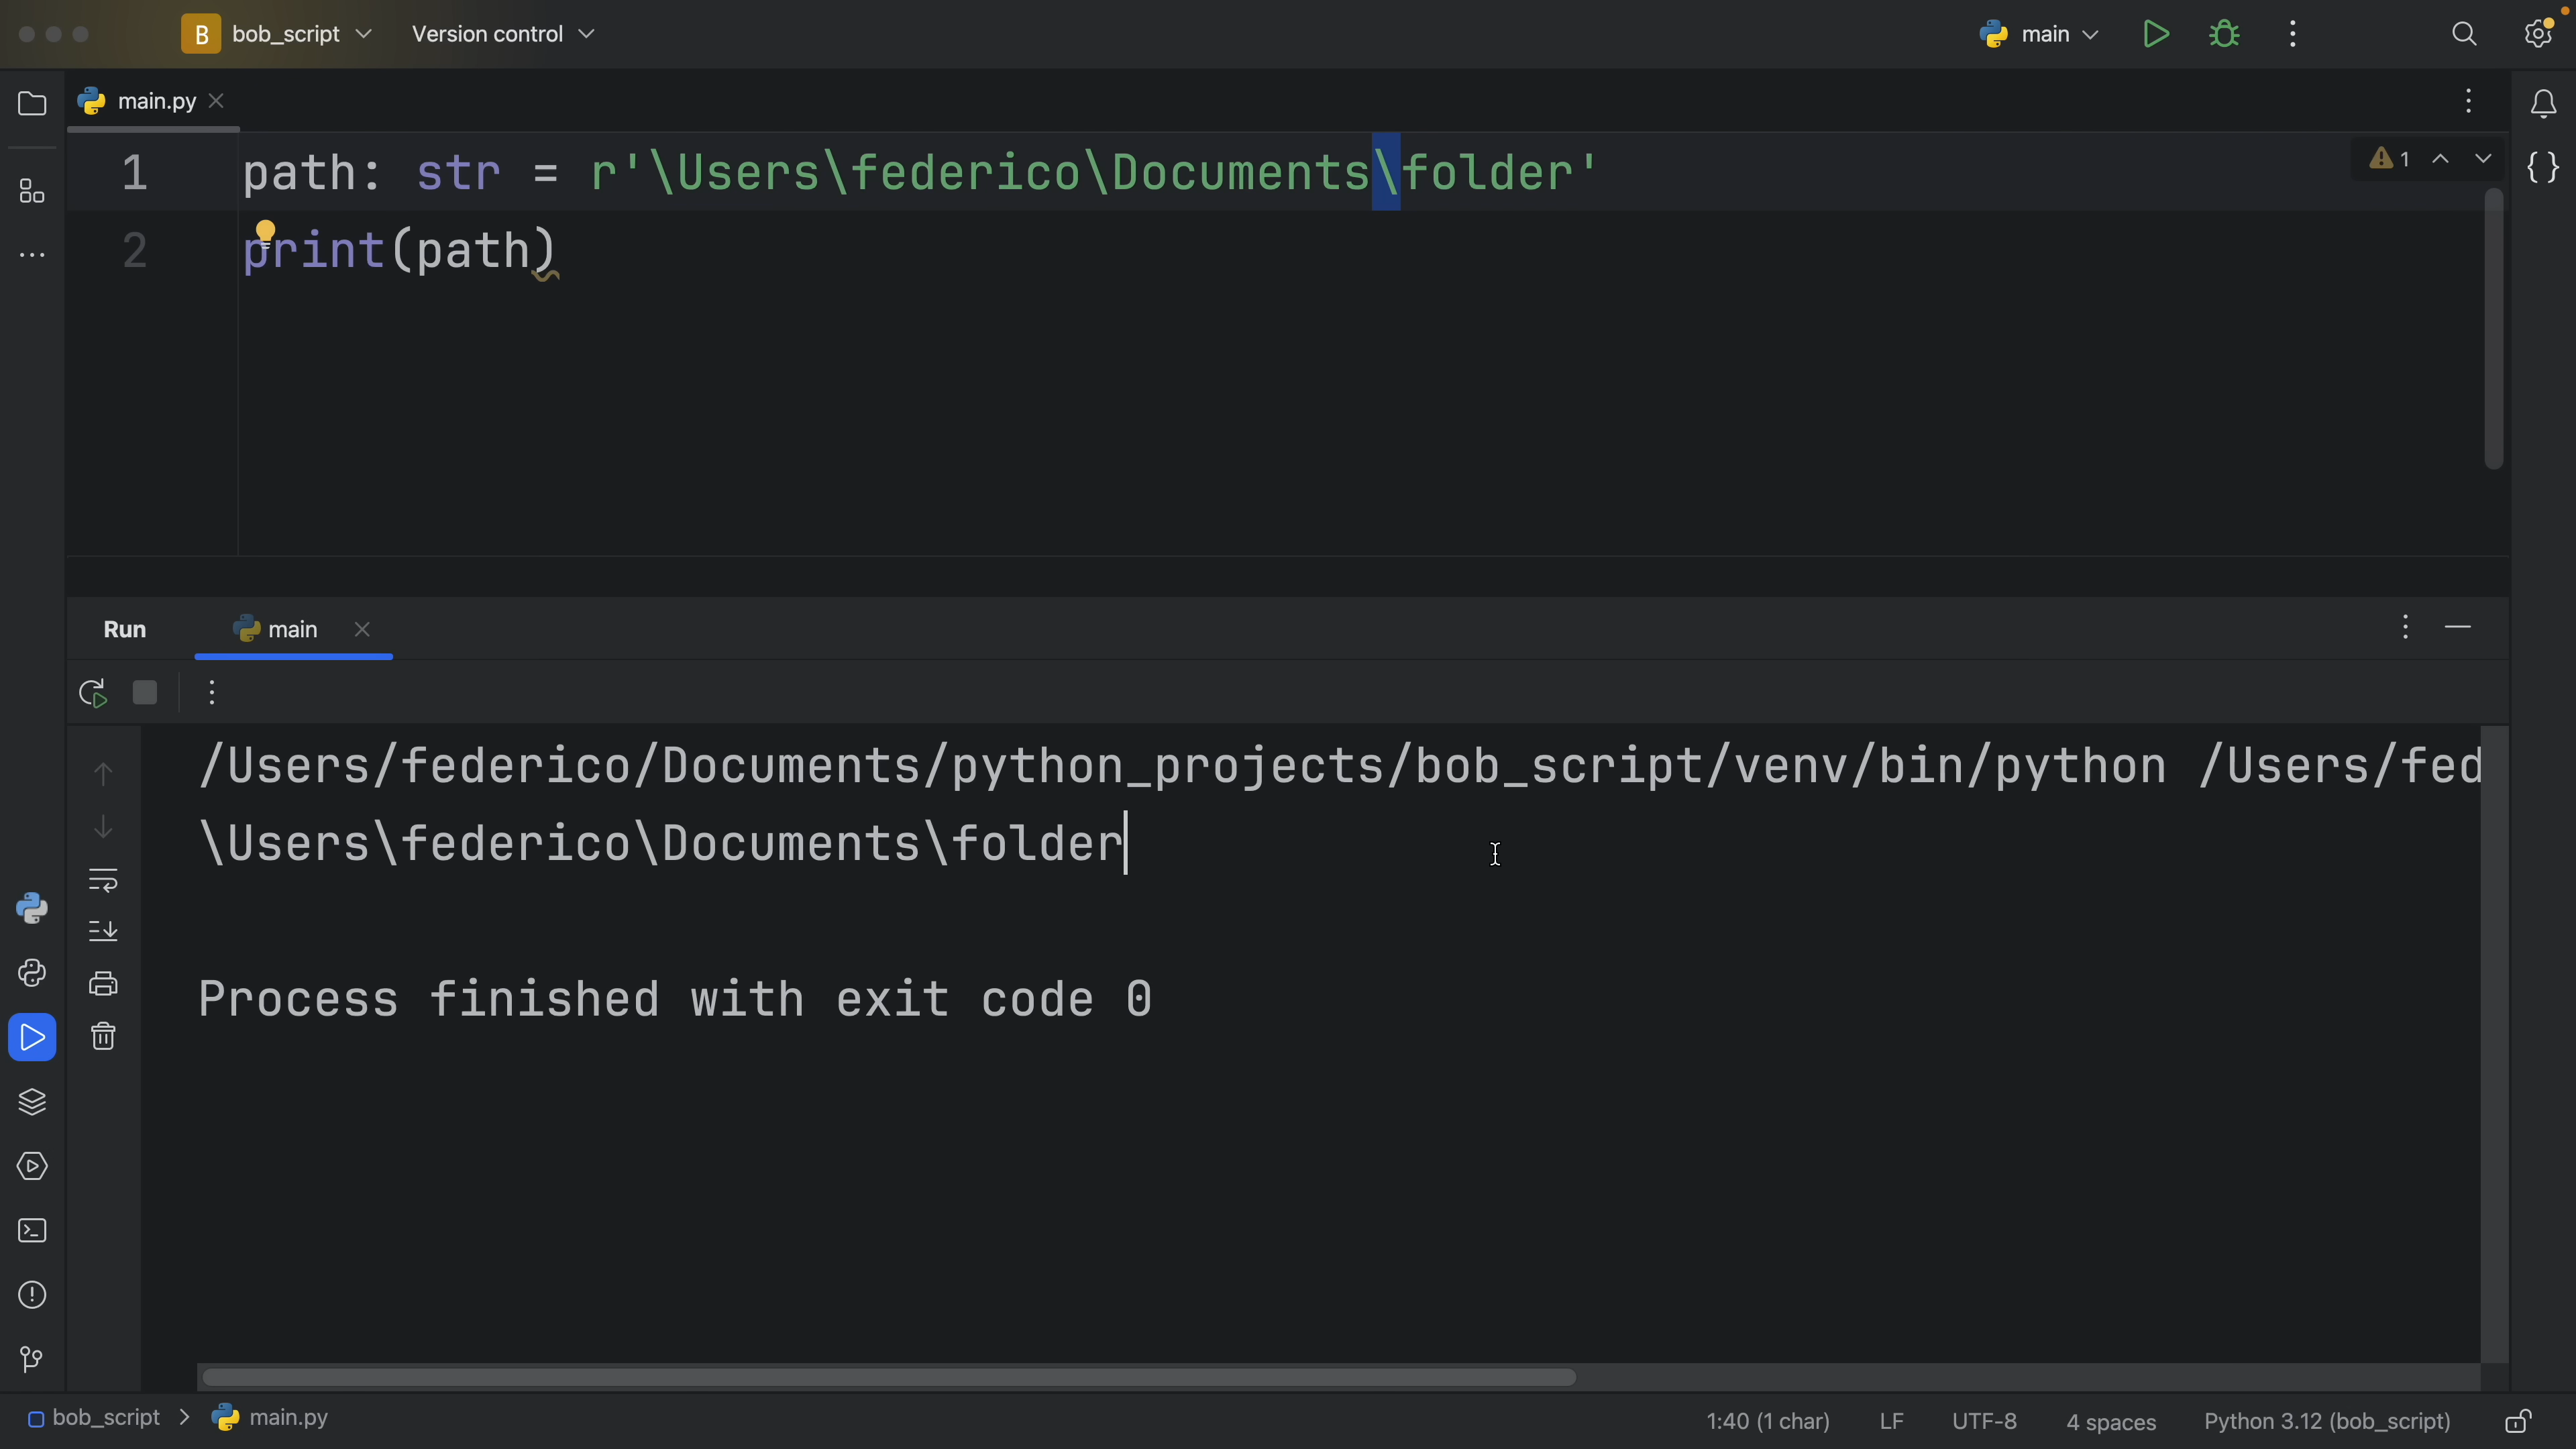 B bob_script Version control main
main.py
1 path: str = r'\Users\federico\Documents\folder' 1
2 print(path)
Run main
/Users/federico/Documents/python_projects/bob_script/venv/bin/python /Users/fed
\Users\federico\Documents\folder
Process finished with exit code 0
bob_script > main.py 1:40 (1 char) LF UTF-8 4 spaces Python 3.12 (bob_script)